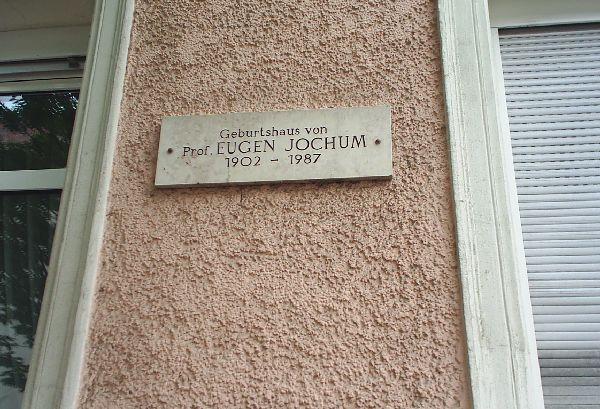 Geburtshaus von
Prof. EUGEN JOCHUM
1902 - 1987